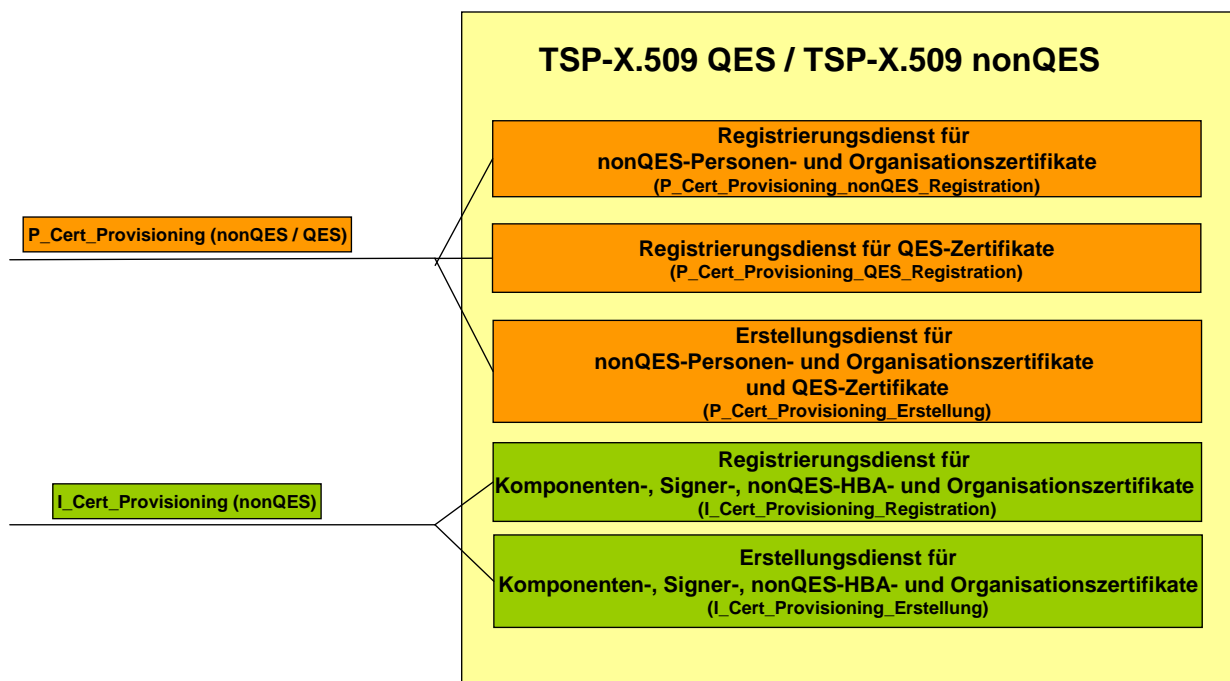 TSP-X.509 QES / TSP-X.509 nonQES
Registrierungsdienst für
nonQES-Personen- und Organisationszertifikate
(P_Cert_Provisioning_nonQES_Registration)
P_Cert_Provisioning (nonQES / QES)
Registrierungsdienst für QES-Zertifikate
(P_Cert_Provisioning_QES_Registration)
Erstellungsdienst für
nonQES-Personen- und Organisationszertifikate
und QES-Zertifikate
(P_Cert_Provisioning_Erstellung)
Registrierungsdienst für
Komponenten-, Signer-, nonQES-HBA- und Organisationszertifikate
(I_Cert_Provisioning_Registration)
I_Cert_Provisioning (nonQES)
Erstellungsdienst für
Komponenten-, Signer-, nonQES-HBA- und Organisationszertifikate
(I_Cert_Provisioning_Erstellung)